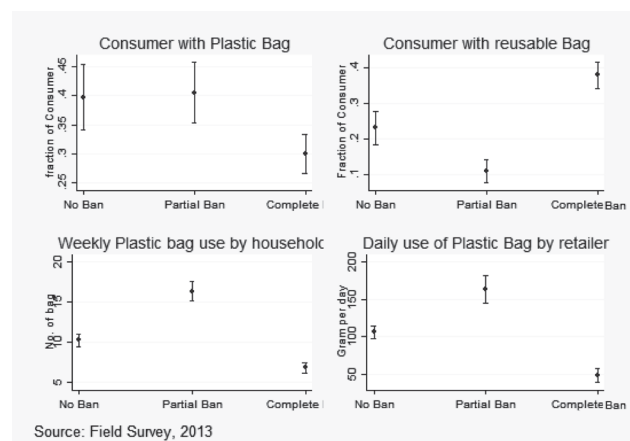 Consumer with Plastic Bag
fraction of Consumer
.45
.4
.35
.3
.25
No Ban Partial Ban Complete
Consumer with reusable Bag
Fraction of Consumer
.4
.3
.2
.1
No Ban Partial Ban Complete Ban
Weekly Plastic bag use by househol
No. of bag
20
15
10
5
No Ban Partial Ban Complete
Daily use of Plastic Bag by retailer
Gram per day
200
150
100
50
No Ban Partial Ban Complete Ban
Source: Field Survey, 2013